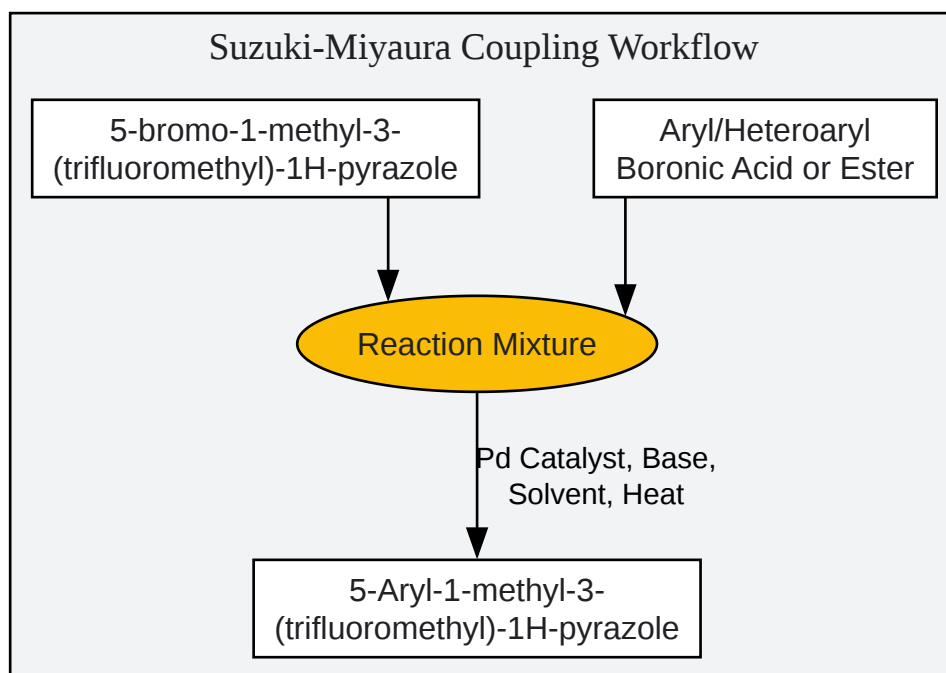 Suzuki-Miyaura Coupling Workflow
5-bromo-1-methyl-3-
(trifluoromethyl)-1H-pyrazole
Aryl/Heteroaryl
Boronic Acid or Ester
Reaction Mixture
Pd Catalyst, Base,
Solvent, Heat
5-Aryl-1-methyl-3-
(trifluoromethyl)-1H-pyrazole